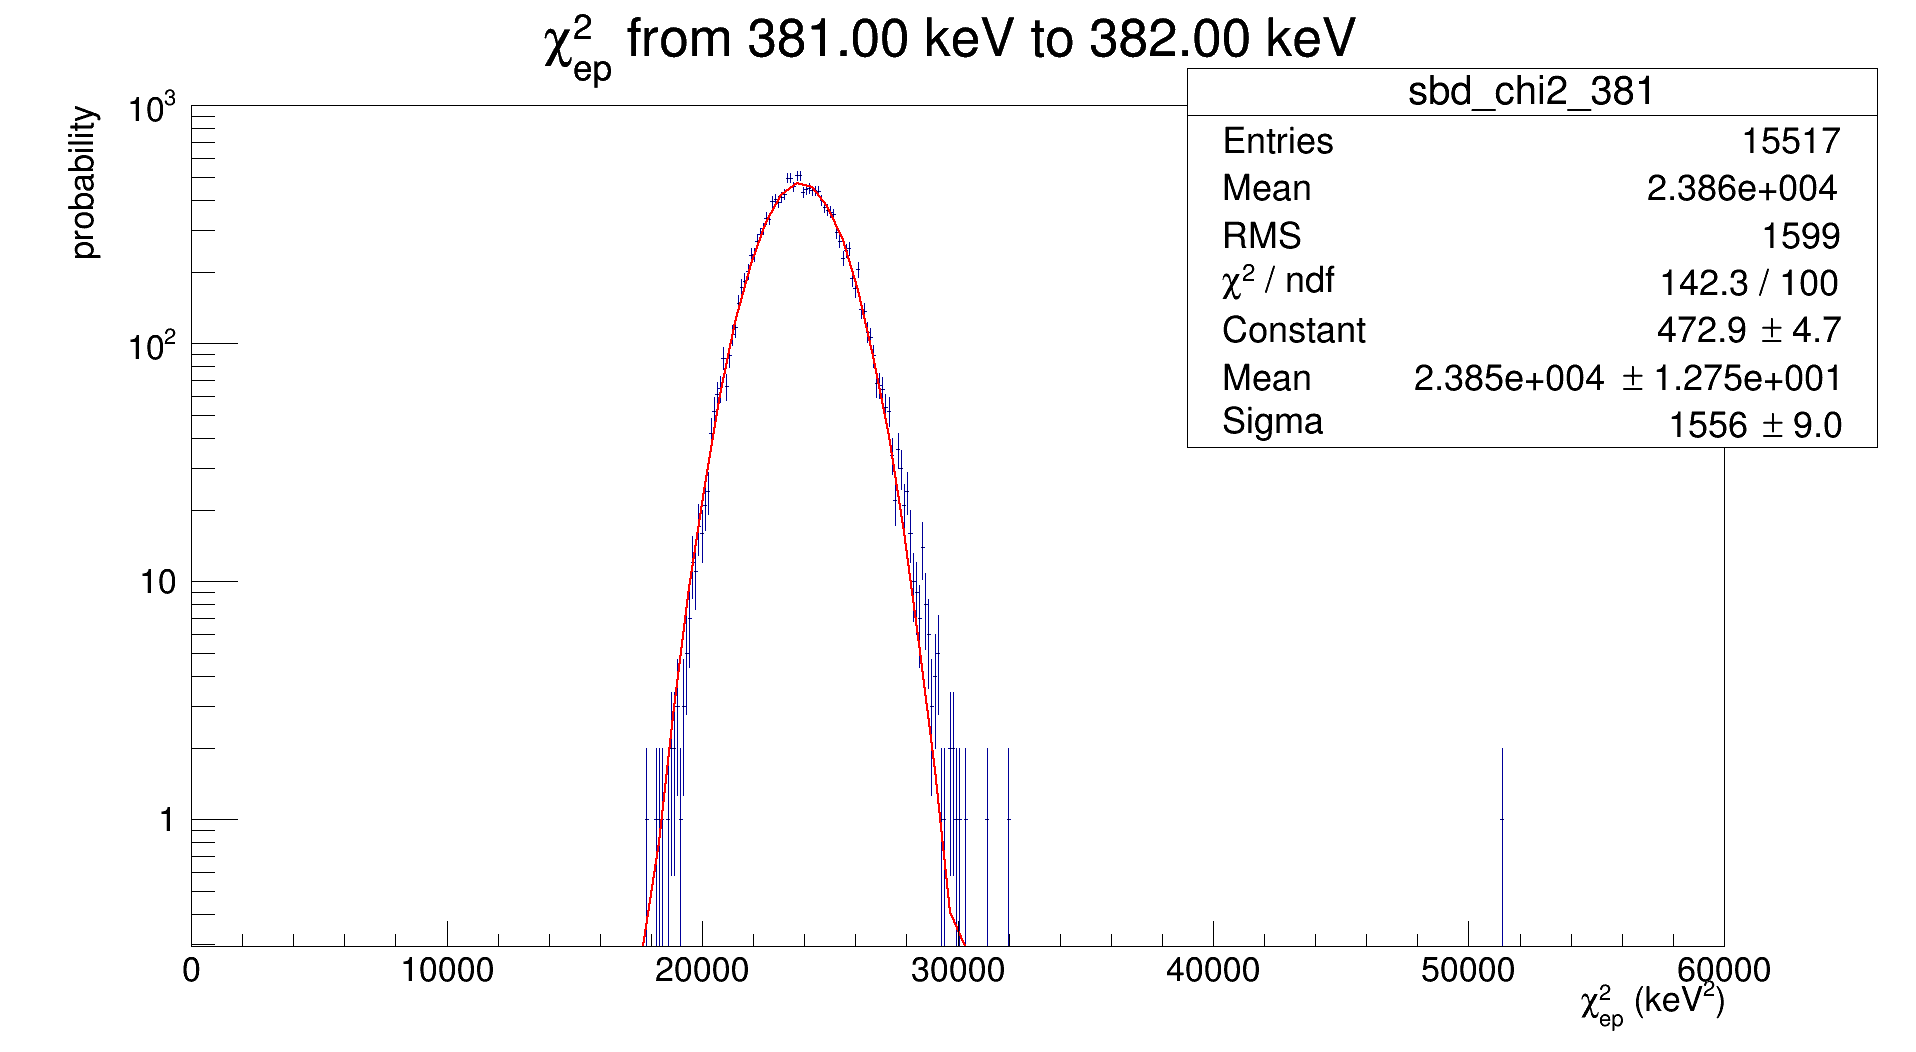 χ²ep from 381.00 keV to 382.00 keV
sbd_chi2_381
Entries 15517
Mean 2.386e+004
RMS 1599
χ² / ndf 142.3 / 100
Constant 472.9 ± 4.7
Mean 2.385e+004 ± 1.275e+001
Sigma 1556 ± 9.0
probability
10³
10²
10
1
0 10000 20000 30000 40000 50000 60000
χ²ep (keV²)